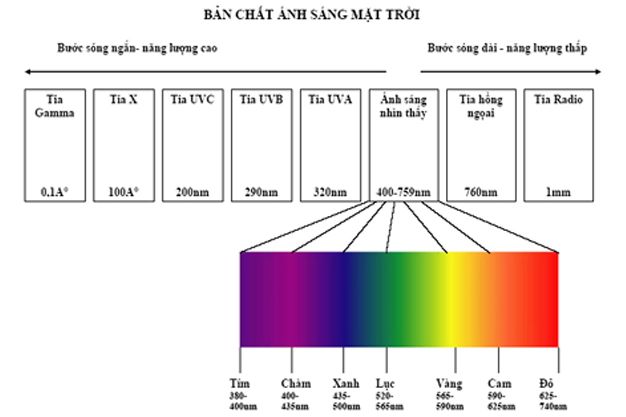 BẢN CHẤT ÁNH SÁNG MẶT TRỜI
Bước sóng ngắn- năng lượng cao
Bước sóng dài - năng lượng thấp
Tia Gamma
0.1A°
Tia X
100A°
Tia UVC
200nm
Tia UVB
290nm
Tia UVA
320nm
Ánh sáng nhìn thấy
400-759nm
Tia hồng ngoại
760nm
Tia Radio
1mm
Tím
380-
400nm
Chàm
400-
435nm
Xanh
435-
500nm
Lục
520-
565nm
Vàng
565-
590nm
Cam
590-
625nm
Đỏ
625-
740nm